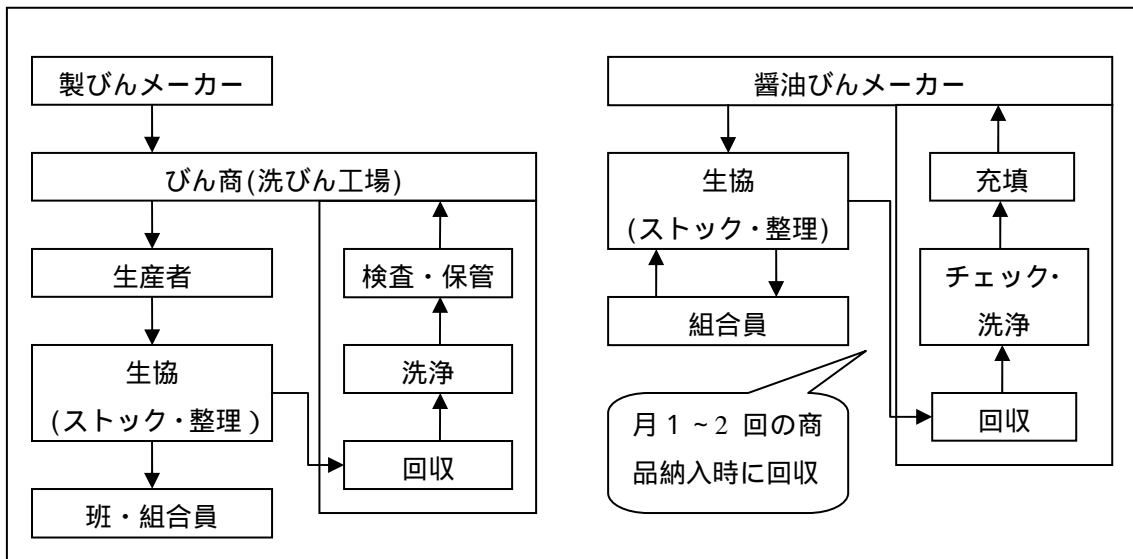 製びんメーカー
びん商(洗びん工場)
生産者
生協
(ストック・整理)
班・組合員
検査・保管
洗浄
回収
醤油びんメーカー
生協
(ストック・整理)
組合員
月1~2 回の商
品納入時に回収
充填
チェック・
洗浄
回収